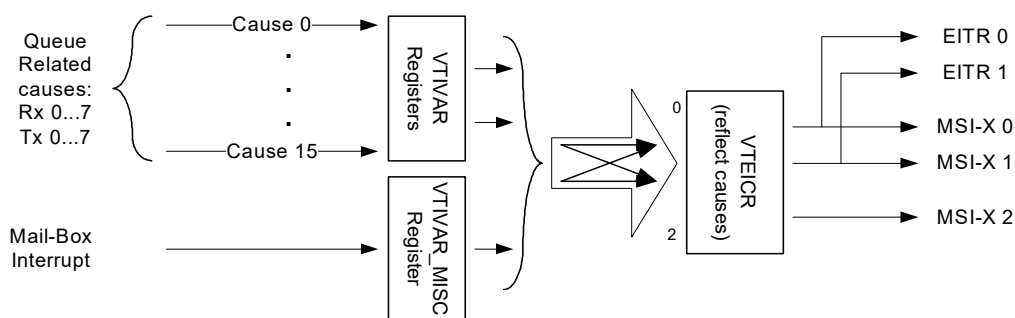 Queue
Related
causes:
Rx 0...7
Tx 0...7
Cause 0
.
.
.
Cause 15
Mail-Box
Interrupt
VTIVAR
Registers
VTIVAR_MISC
Register
0
2
VTEICR
(reflect causes)
EITR 0
EITR 1
MSI-X 0
MSI-X 1
MSI-X 2